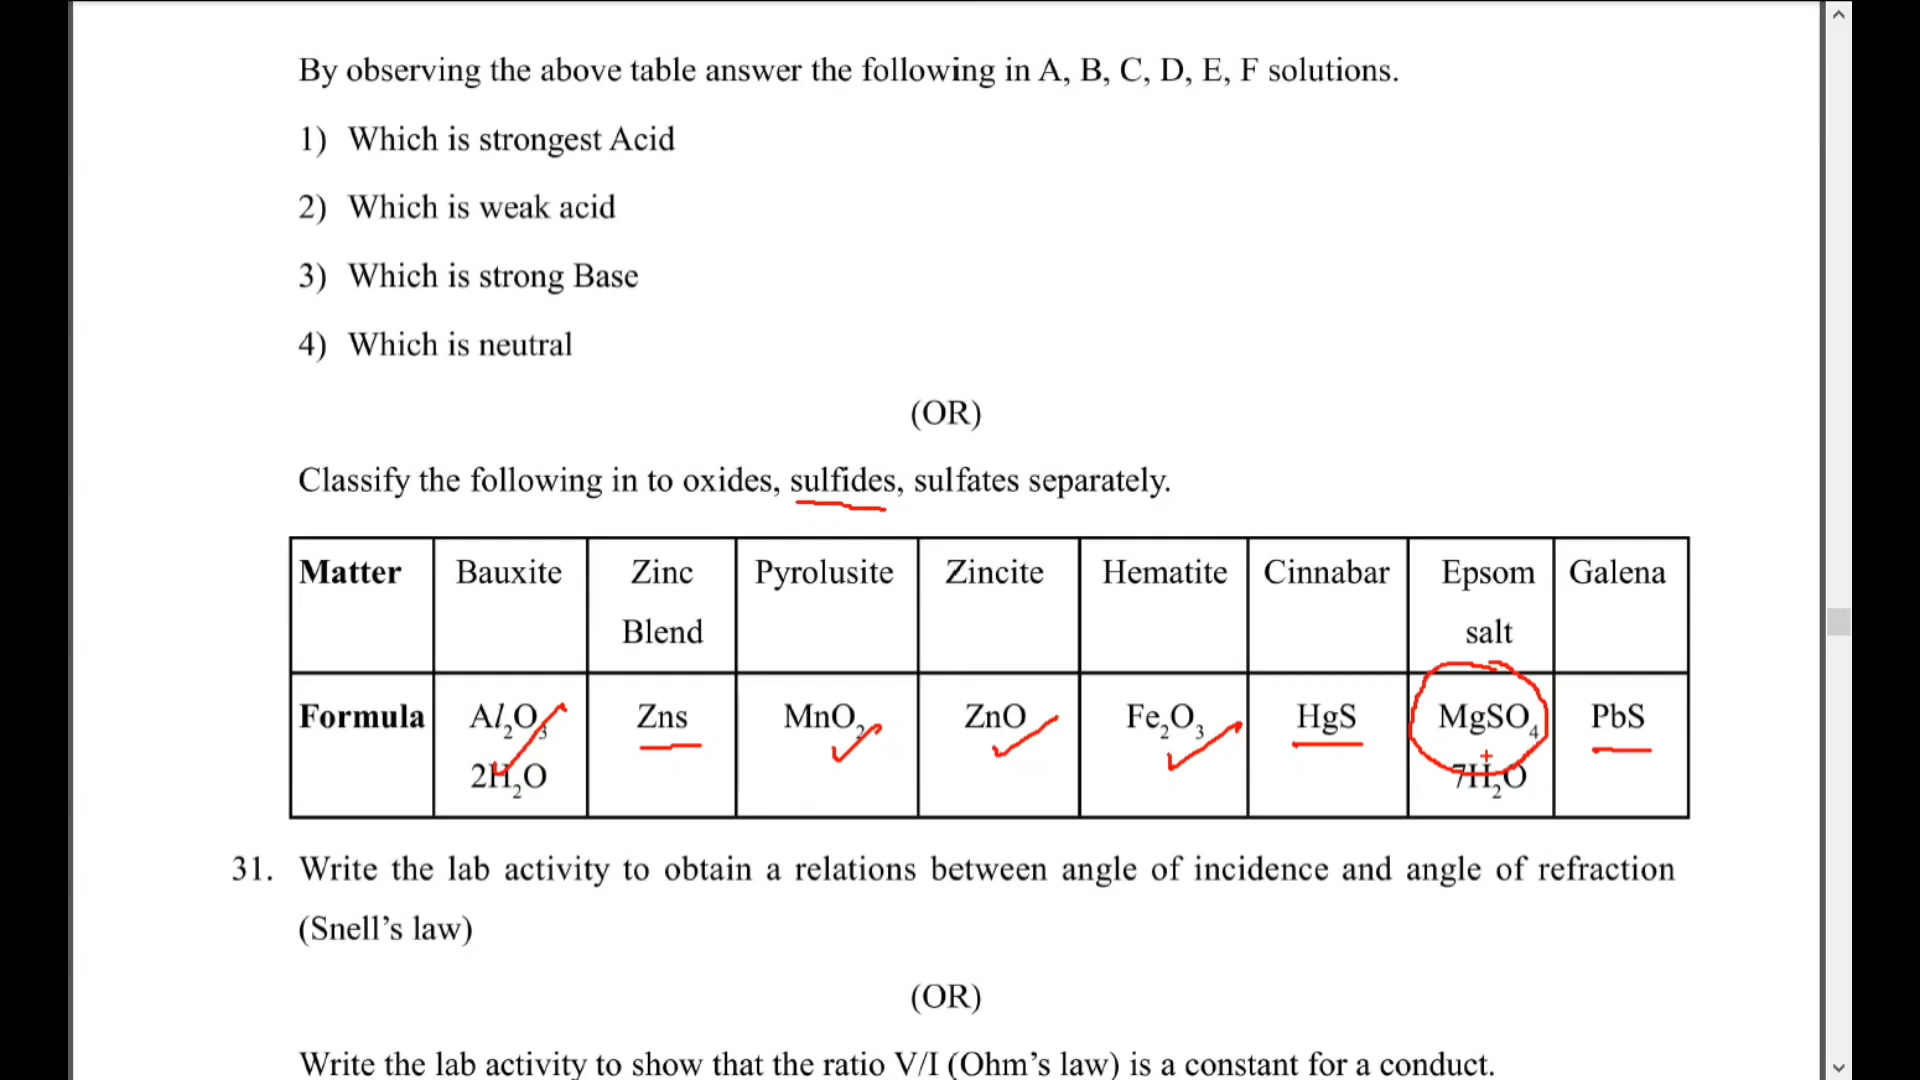 By observing the above table answer the following in A, B, C, D, E, F solutions.
1) Which is strongest Acid
2) Which is weak acid
3) Which is strong Base
4) Which is neutral
(OR)
Classify the following in to oxides, sulfides, sulfates separately.
Matter Bauxite Zinc Blend Pyrolusite Zincite Hematite Cinnabar Epsom salt Galena
Formula Al₂O₃ 2H₂O Zns MnO₂ ZnO Fe₂O₃ HgS MgSO₄ 7H₂O PbS
31. Write the lab activity to obtain a relations between angle of incidence and angle of refraction
(Snell’s law)
(OR)
Write the lab activity to show that the ratio V/I (Ohm’s law) is a constant for a conduct.